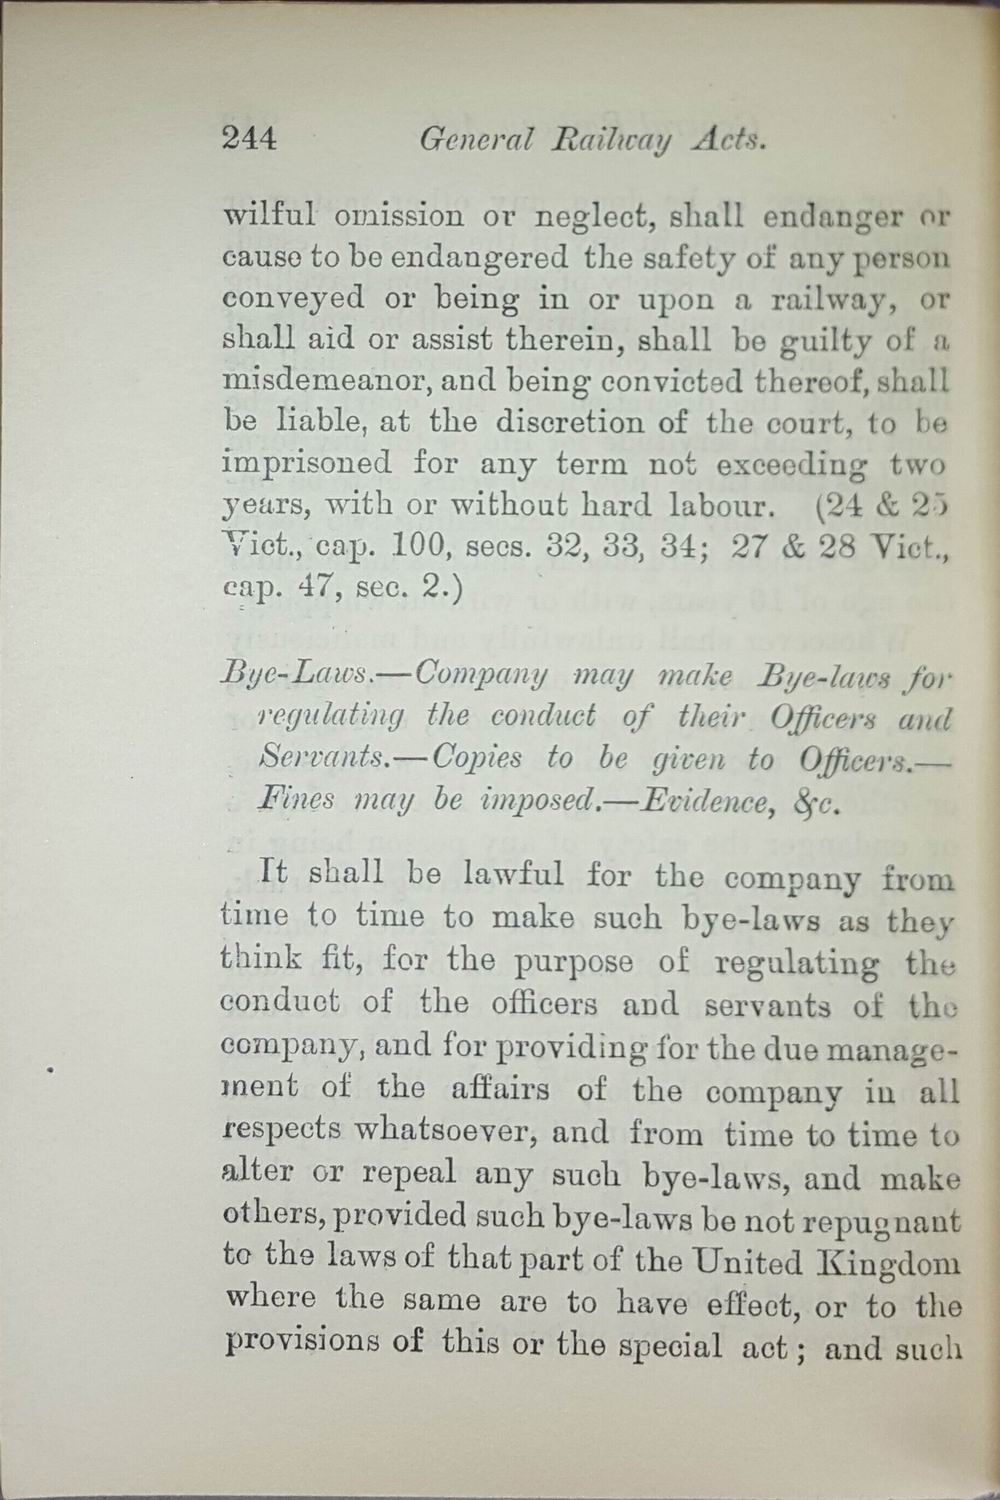 244 General Railway Acts.
wilful omission or neglect, shall endanger or
cause to be endangered the safety of any person
conveyed or being in or upon a railway, or
shall aid or assist therein, shall be guilty of a
misdemeanor, and being convicted thereof, shall
be liable, at the discretion of the court, to be
imprisoned for any term not exceeding two
years, with or without hard labour. (24 & 25
Vict., cap. 100, secs. 32, 33, 34; 27 & 28 Vict.,
cap. 47, sec. 2.)
Bye-Laws.—Company may make Bye-laws for
regulating the conduct of their Officers and
Servants.—Copies to be given to Officers.—
Fines may be imposed.—Evidence, &c.
It shall be lawful for the company from
time to time to make such bye-laws as they
think fit, for the purpose of regulating the
conduct of the officers and servants of the
company, and for providing for the due manage-
ment of the affairs of the company in all
respects whatsoever, and from time to time to
alter or repeal any such bye-laws, and make
others, provided such bye-laws be not repugnant
to the laws of that part of the United Kingdom
where the same are to have effect, or to the
provisions of this or the special act; and such